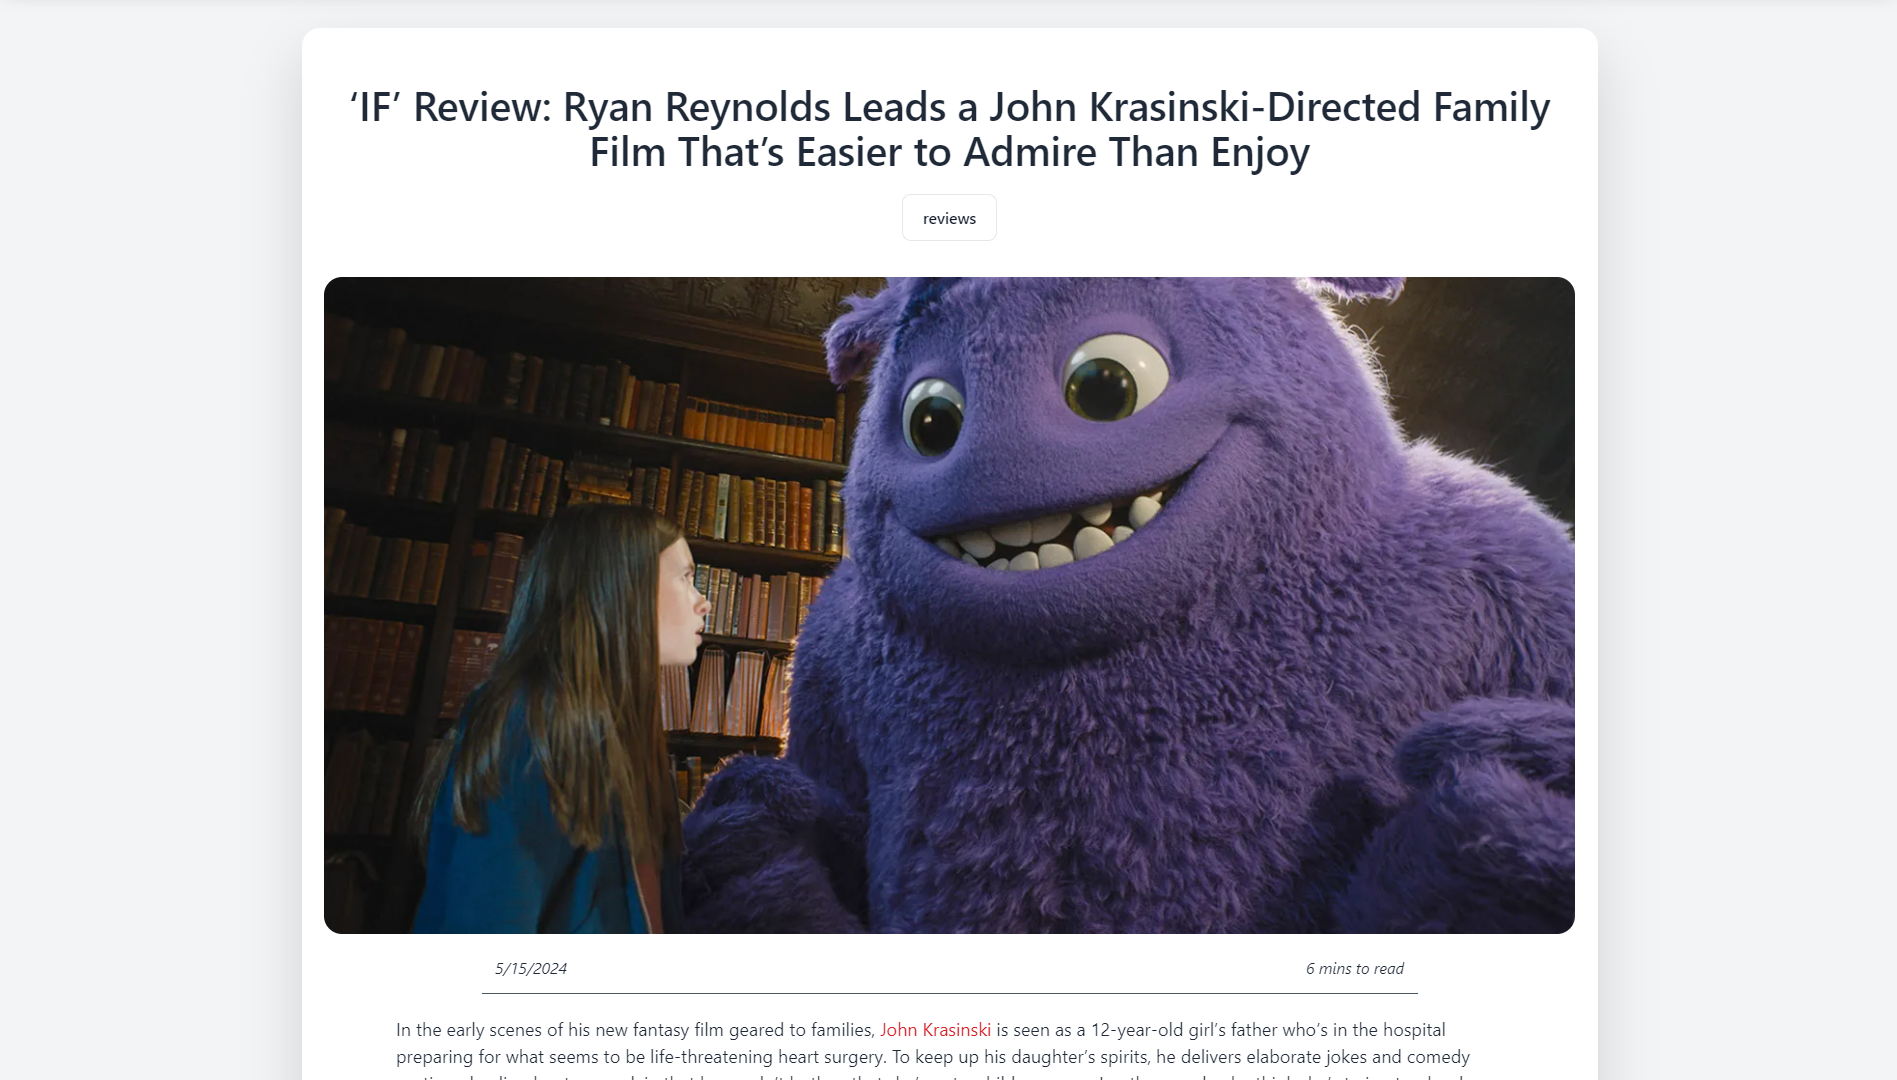 ‘IF’ Review: Ryan Reynolds Leads a John Krasinski-Directed Family
Film That’s Easier to Admire Than Enjoy
reviews
5/15/2024
6 mins to read
In the early scenes of his new fantasy film geared to families, John Krasinski is seen as a 12-year-old girl’s father who’s in the hospital
preparing for what seems to be life-threatening heart surgery. To keep up his daughter’s spirits, he delivers elaborate jokes and comedy